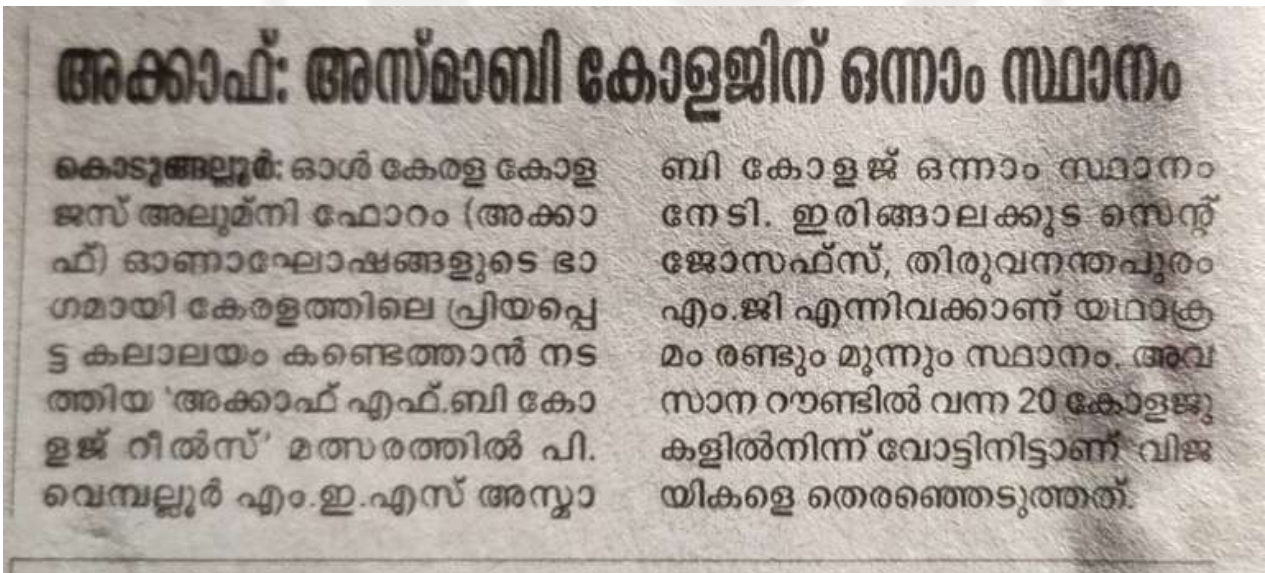 അക്കാഫ്: അസ്മാബി കോളജിന് ഒന്നാം സ്ഥാനം
കൊടുങ്ങല്ലൂർ: ഓൾ കേരള കോള
ജസ് അലുമ്നി ഫോറം (അക്കാ
ഫ്) ഓണാഘോഷങ്ങളുടെ ഭാ
ഗമായി കേരളത്തിലെ പ്രിയപ്പെ
ട്ട കലാലയം കണ്ടെത്താൻ നട
ത്തിയ 'അക്കാഫ് എഫ്.ബി കോ
ളജ് റീൽസ്' മത്സരത്തിൽ പി.
വെമ്പല്ലൂർ എം.ഇ.എസ് അസ്മാ
ബി കോളജ് ഒന്നാം സ്ഥാനം
നേടി. ഇരിങ്ങാലക്കുട സെന്റ്
ജോസഫ്സ്, തിരുവനന്തപുരം
എം.ജി എന്നിവക്കാണ് യഥാക്ര
മം രണ്ടും മൂന്നും സ്ഥാനം. അവ
സാന റൗണ്ടിൽ വന്ന 20 കോളജു
കളിൽനിന്ന് വോട്ടിനിട്ടാണ് വിജ
യികളെ തെരഞ്ഞെടുത്തത്.